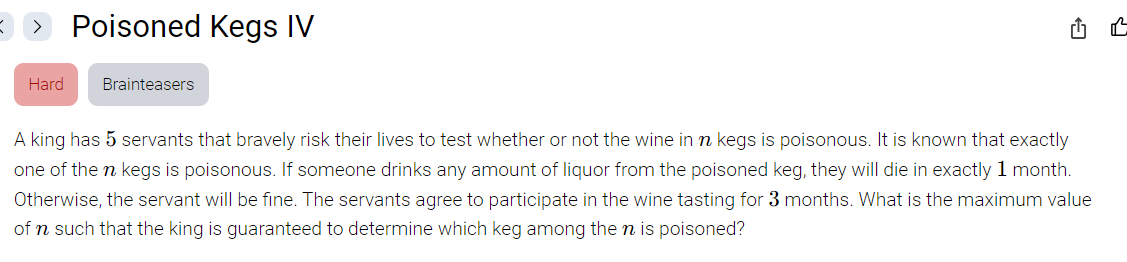 Poisoned Kegs IV
Hard Brainteasers
A king has 5 servants that bravely risk their lives to test whether or not the wine in n kegs is poisonous. It is known that exactly
one of the n kegs is poisonous. If someone drinks any amount of liquor from the poisoned keg, they will die in exactly 1 month.
Otherwise, the servant will be fine. The servants agree to participate in the wine tasting for 3 months. What is the maximum value
of n such that the king is guaranteed to determine which keg among the n is poisoned?